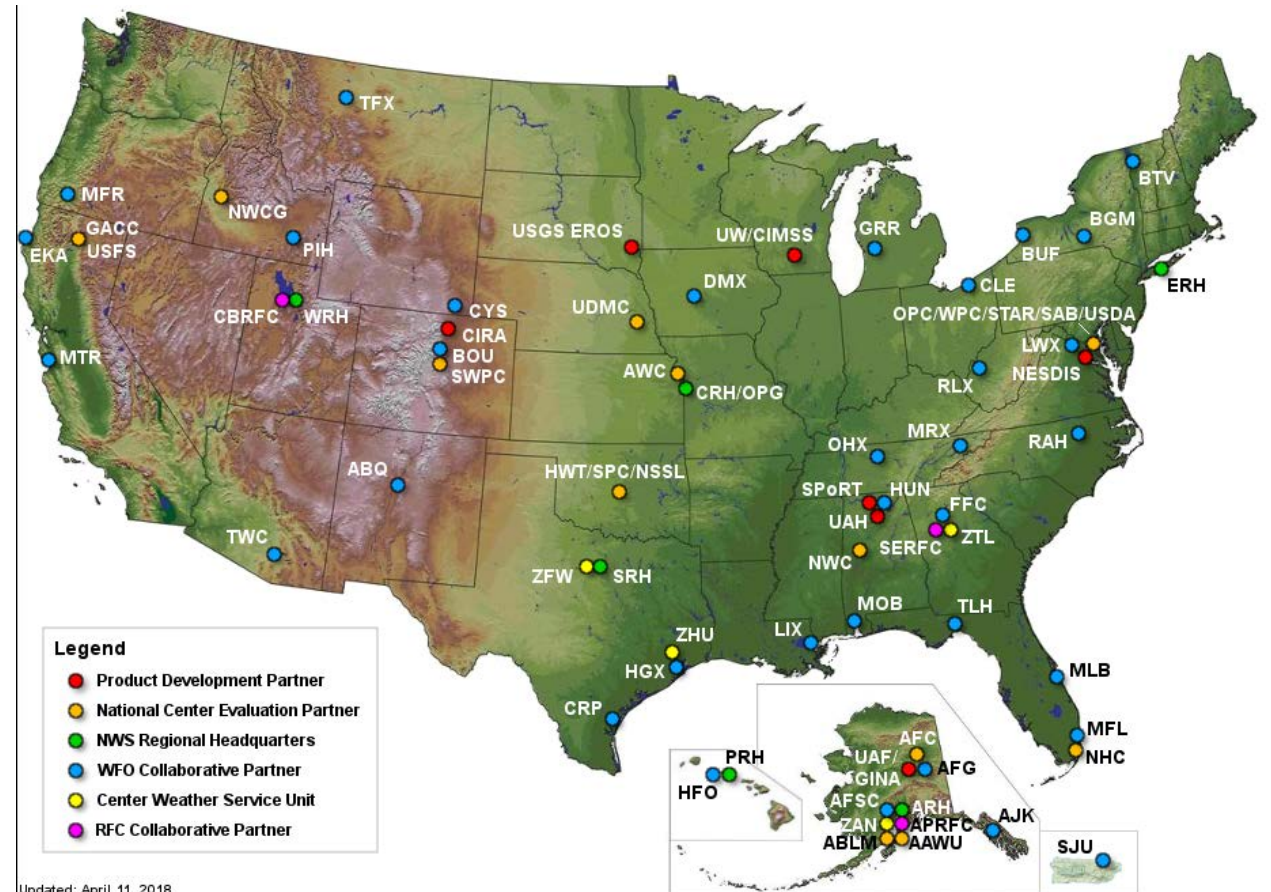 TFX
MFR
NWCG
GACC
USFS
EKA
PIH
CBRFC
WRH
MTR
CYS
CIRA
BOU
SWPC
ABQ
TWC
USGS EROS
UW/CIMSS
GRR
DMX
UDMC
AWC
CRH/OPG
BTV
BGM
BUF
CLE
ERH
OPC/WPC/STAR/SAB/USDA
LWX
NESDIS
RLX
MRX
RAH
OHX
HWT/SPC/NSSL
SPoRT
HUN
UAH
FFC
SERFC
ZTL
NWC
ZFW
SRH
MOB
TLH
LIX
ZHU
HGX
CRP
MLB
MFL
NHC
PRH
HFO
AFC
UAF/
GINA
AFG
AFSC
ARH
ZAN
APRFC
ABLM
AAWU
AJK
SJU
Legend
Product Development Partner
National Center Evaluation Partner
NWS Regional Headquarters
WFO Collaborative Partner
Center Weather Service Unit
RFC Collaborative Partner
Updated: April 11, 2018